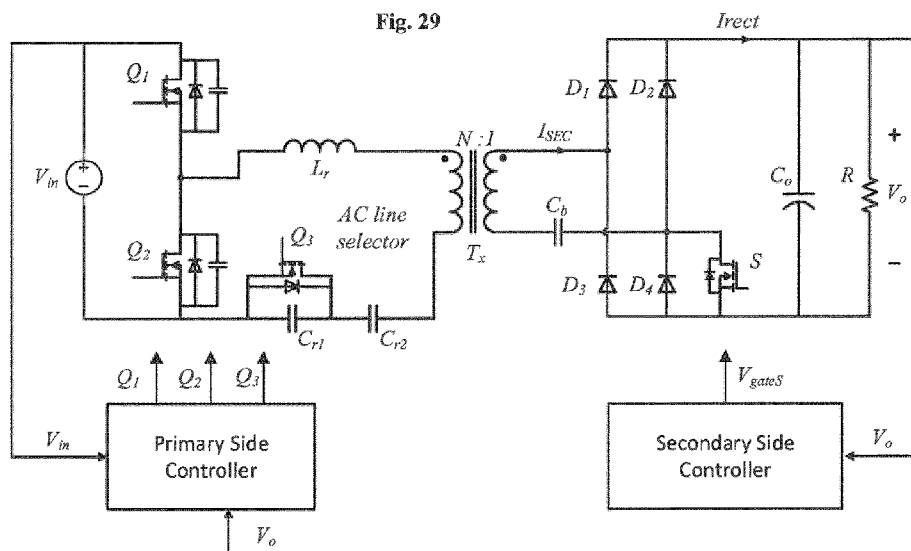 Fig. 29
Irect
Q1
D1
D2
N :1
ISEC
Lr
Vin
+
-
Co
R
+
Vo
-
Cb
AC line
selector
Q3
Q2
Tx
S
D3
D4
Cr1
Cr2
Q1
Q2
Q3
VgateS
Vin
Primary Side
Controller
Secondary Side
Controller
Vo
Vo